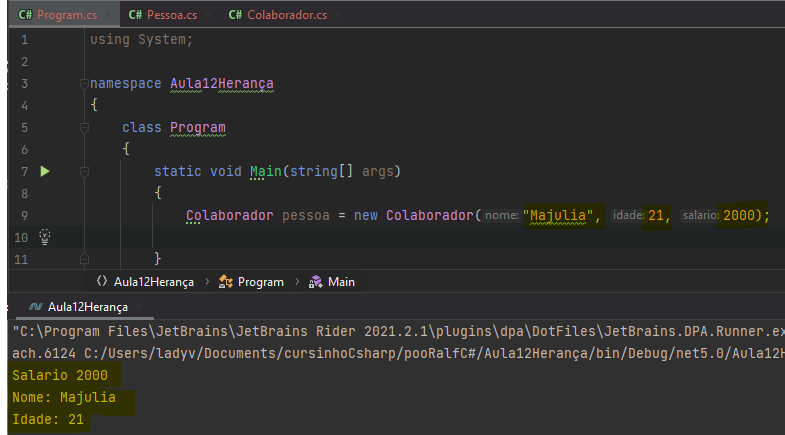 C# Program.cs × C# Pessoa.cs × C# Colaborador.cs ×
1 using System;
2
3 namespace Aula12Herança
4 {
5 class Program
6 {
7 static void Main(string[] args)
8 {
9 Colaborador pessoa = new Colaborador( nome: "Majulia", idade: 21, salario: 2000);
10
11 }
Aula12Herança > Program > Main
: Aula12Herança ×
"C:\Program Files\JetBrains\JetBrains Rider 2021.2.1\plugins\dpa\DotFiles\JetBrains.DPA.Runner.ex
ach.6124 C:/Users/ladyv/Documents/cursinhoCsharp/pooRalfC#/Aula12Herança/bin/Debug/net5.0/Aula12H
Salario 2000
Nome: Majulia
Idade: 21